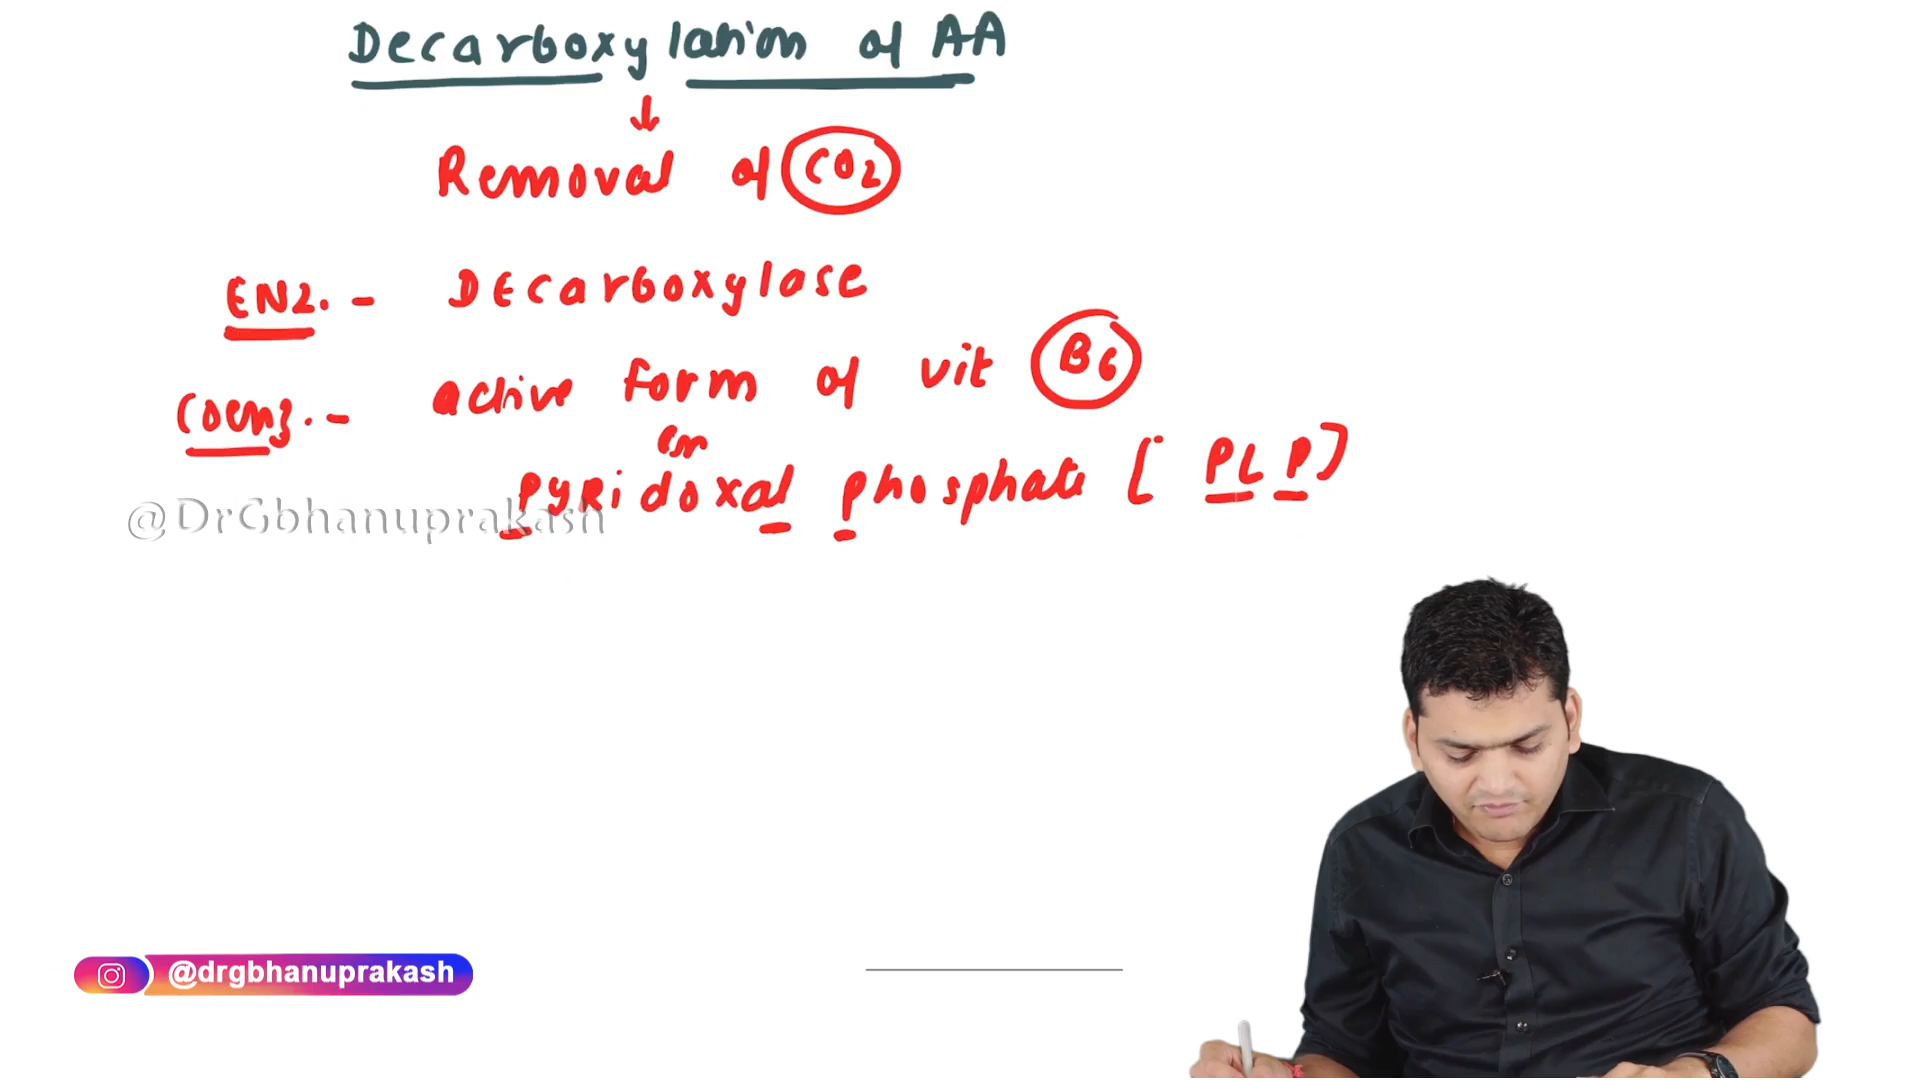 Decarboxylation of AA
↓
Removal of CO2
ENZ. - Decarboxylase
Coenz. - active form of vit B6
(or)
Pyridoxal phosphate [PLP]
@DrGbhanuprakash
@drgbhanuprakash